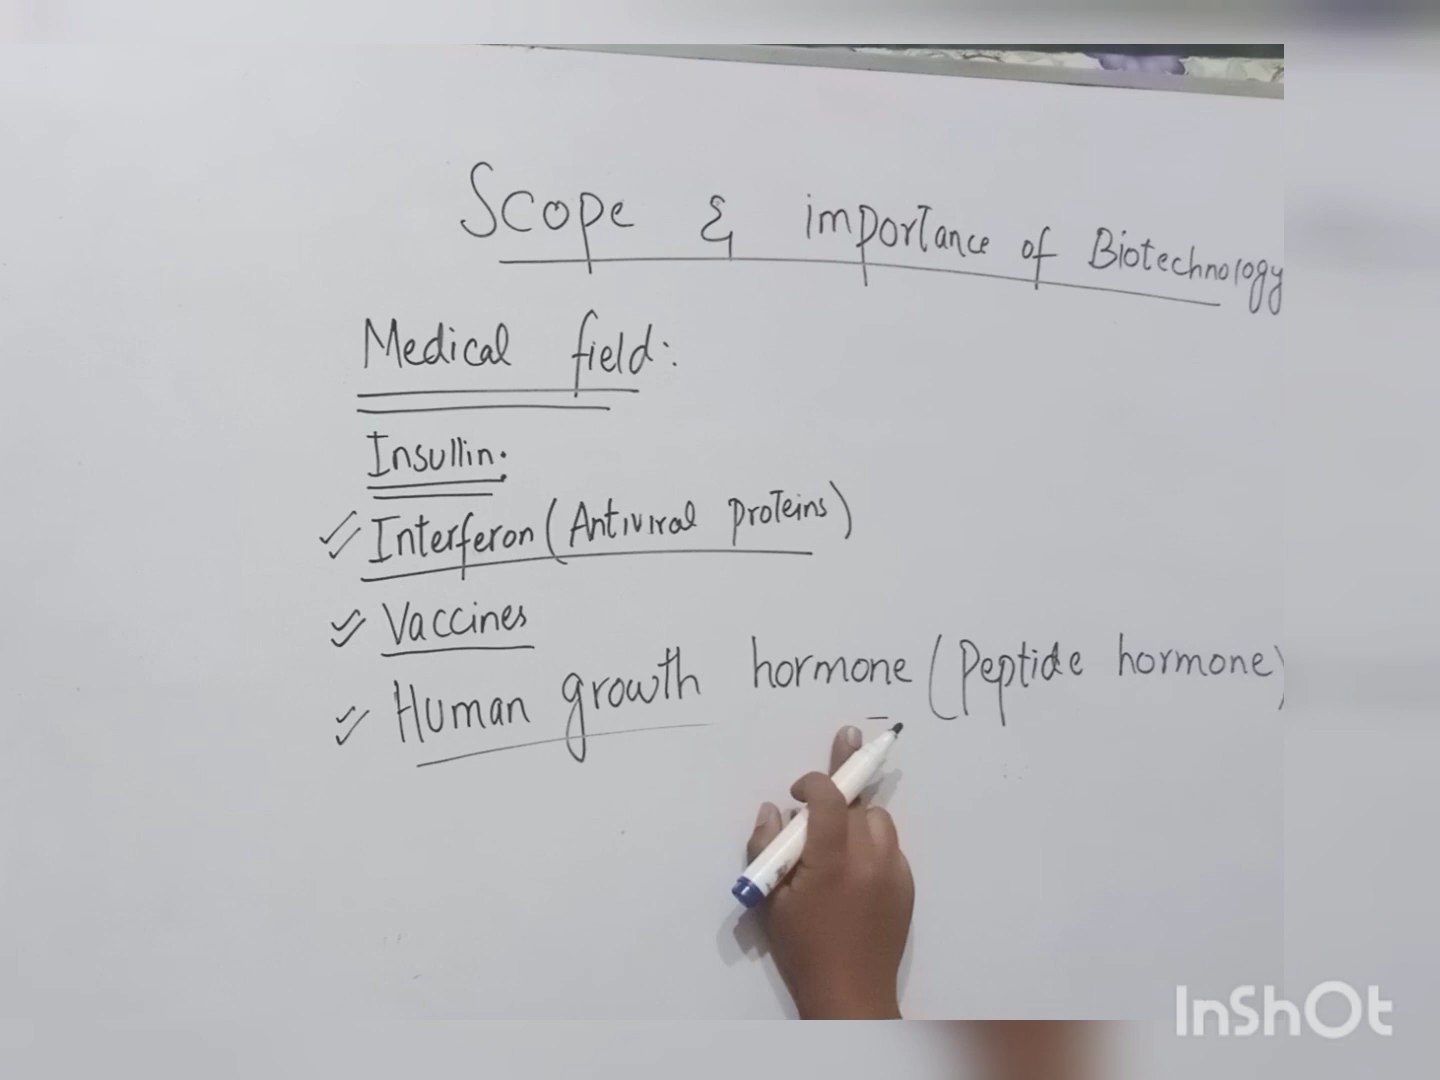 Scope & importance of Biotechnology
Medical field:
Insullin.
Interferon (Antiviral proteins)
Vaccines
Human growth hormone (Peptide hormone)
InShOt